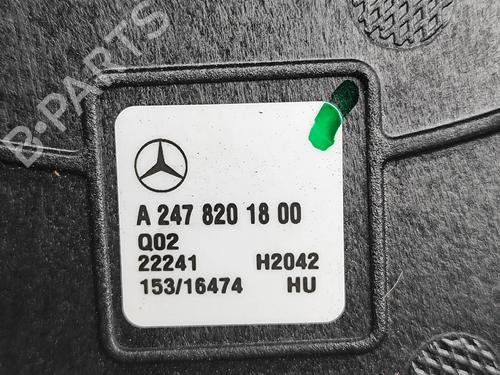 B-PARTS
A 247 820 18 00
Q02
22241 H2042
153/16474 HU